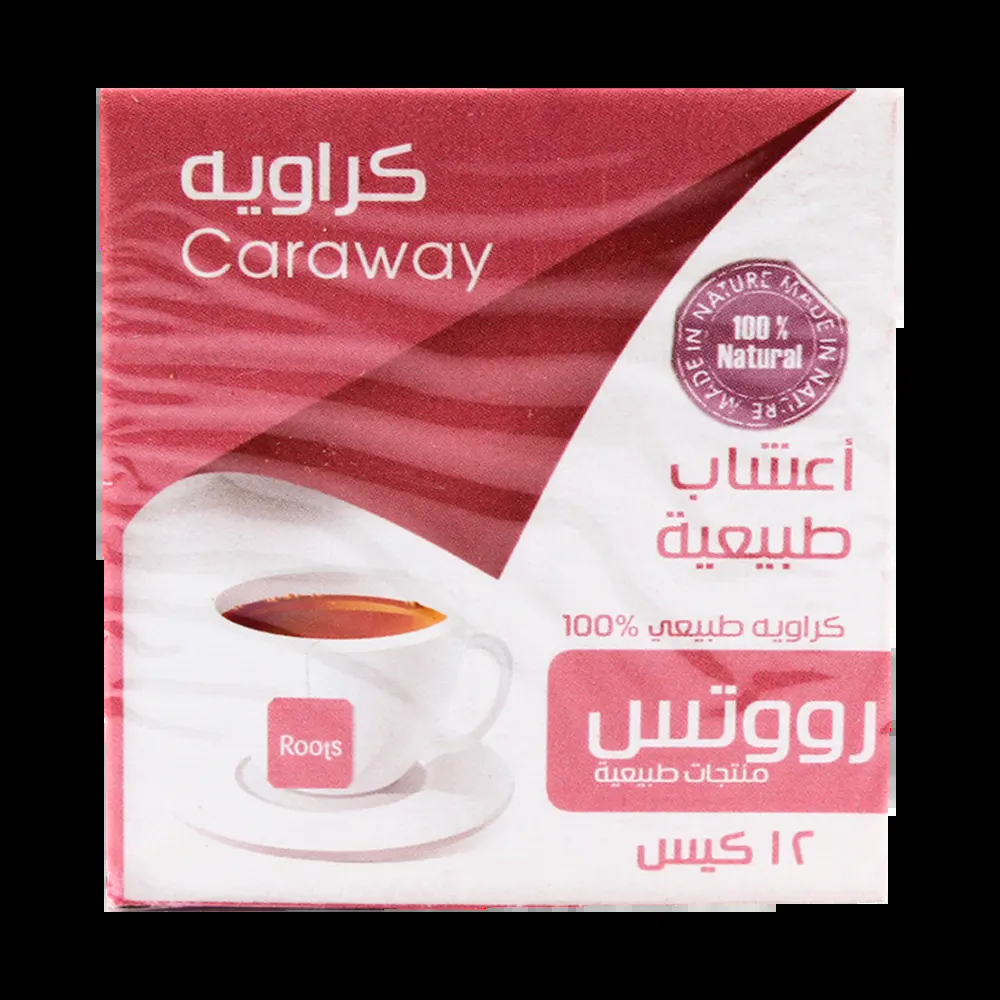 كراويه
Caraway
MADE IN NATURE MADE IN NATURE
100 %
Natural
أعشاب
طبيعية
كراويه طبيعي 100%
رووتس
منتجات طبيعية
Roots
١٢ كيس